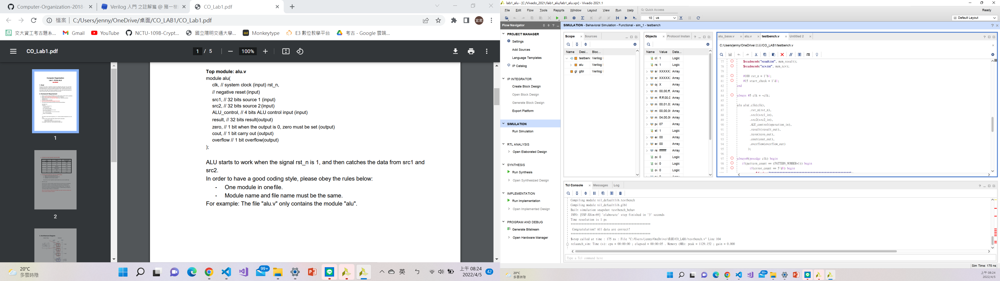 Computer-Organization-2018-
Verilog 入門 之註解篇 @ 豬一樣
CO_Lab1.pdf
檔案
C:/Users/jenny/OneDrive/桌面/CO_LAB1/CO_Lab1.pdf
宜君
交大資工考古題系...
Gmail
YouTube
NCTU-109B-Crypt...
國立陽明交通大學...
Monkeytype
E3 數位教學平台
考古 - Google 雲端...
CO_Lab1.pdf
1 / 5
100%
Computer Organization
Lab 1: 32-bit ALU
1. Goal
2. Homework Requirement
1
2
3. Architecture Diagram
Top module: alu.v
module alu(
clk, // system clock (input) rst_n,
// negative reset (input)
src1, // 32 bits source 1 (input)
src2, // 32 bits source 2 (input)
ALU_control, // 4 bits ALU control input (input)
result, // 32 bits result(output)
zero, // 1 bit when the output is 0, zero must be set (output)
cout, // 1 bit carry out (output)
overflow // 1 bit overflow(output)
);
ALU starts to work when the signal rst_n is 1, and then catches the data from src1 and
src2.
In order to have a good coding style, please obey the rules below:
- One module in one file.
- Module name and file name must be the same.
For example: The file "alu.v" only contains the module "alu".
20°C
多雲時陰
99+
英
ㄅ
上午 08:24
2022/4/5
42
lab1_alu - [C:/Vivado_2021/lab1_alu/lab1_alu.xpr] - Vivado 2021.1
File Edit Flow Tools Reports Window Layout View Run Help
Quick Access
Ready
10 us
Default Layout
Flow Navigator
SIMULATION - Behavioral Simulation - Functional - sim_1 - testbench
PROJECT MANAGER
Settings
Add Sources
Language Templates
IP Catalog
IP INTEGRATOR
Create Block Design
Open Block Design
Generate Block Design
Export Platform
SIMULATION
Run Simulation
RTL ANALYSIS
Open Elaborated Design
SYNTHESIS
Run Synthesis
Open Synthesized Design
IMPLEMENTATION
Run Implementation
Open Implemented Design
PROGRAM AND DEBUG
Generate Bitstream
Open Hardware Manager
Scope Sources
Name Desi... Bloc...
testbenc Verilog
alu Verilog
gl glbl Verilog
Objects Protocol Instan
Name Value Data...
cl 1 Logic
rs 1 Logic
sr XXXXX Array
sr XXXXX Array
op X Array
m 00,00,ff, Array
m ff,ff,00,0 Array
m 00,01,02 Array
m 00,00,00 Array
m 04,00,00 Array
pa 07 Array
st 1 Logic
er 00 Array
er 00 Array
re ffffffff Array
ze 0 Logic
cc 0 Logic
ov 0 Logic
alu_base.v alu.v testbench.v Untitled 2
C:/Users/jenny/OneDrive/桌面/CO_LAB1/testbench.v
77 $readmemh("result.txt", mem_result);
78 $readmemh("zcv.txt", mem_zcv);
79
80 #100 rst_n = 1'b1;
81 #15 start_check = 1'd1;
82 end
83
84 always #5 clk = ~clk;
85
86 alu alu(.clk(clk),
87 .rst_n(rst_n),
88 .src1(src1_in),
89 .src2(src2_in),
90 .ALU_control(operation_in),
91 .result(result_out),
92 .zero(zero_out),
93 .cout(cout_out),
94 .overflow(overflow_out)
95 );
96
97 always@(posedge clk) begin
98 if(pattern_count == (PATTERN_NUMBER+1)) begin
99 if(error_count == 5'd0) begin
Tcl Console Messages Log
Compiling module xil_defaultlib.testbench
Compiling module xil_defaultlib.glbl
Built simulation snapshot testbench_behav
INFO: [USF-XSim-69] 'elaborate' step finished in '3' seconds
Time resolution is 1 ps
***************************************************
Congratulation! All data are correct!
***************************************************
$stop called at time : 175 ns : File "C:/Users/jenny/OneDrive/桌面/CO_LAB1/testbench.v" Line 104
relaunch_sim: Time (s): cpu = 00:00:00 ; elapsed = 00:00:05 . Memory (MB): peak = 1129.152 ; gain = 0.000
Type a Tcl command here
Sim Time: 175 ns
20°C
多雲時陰
99+
上午 08:24
2022/4/5